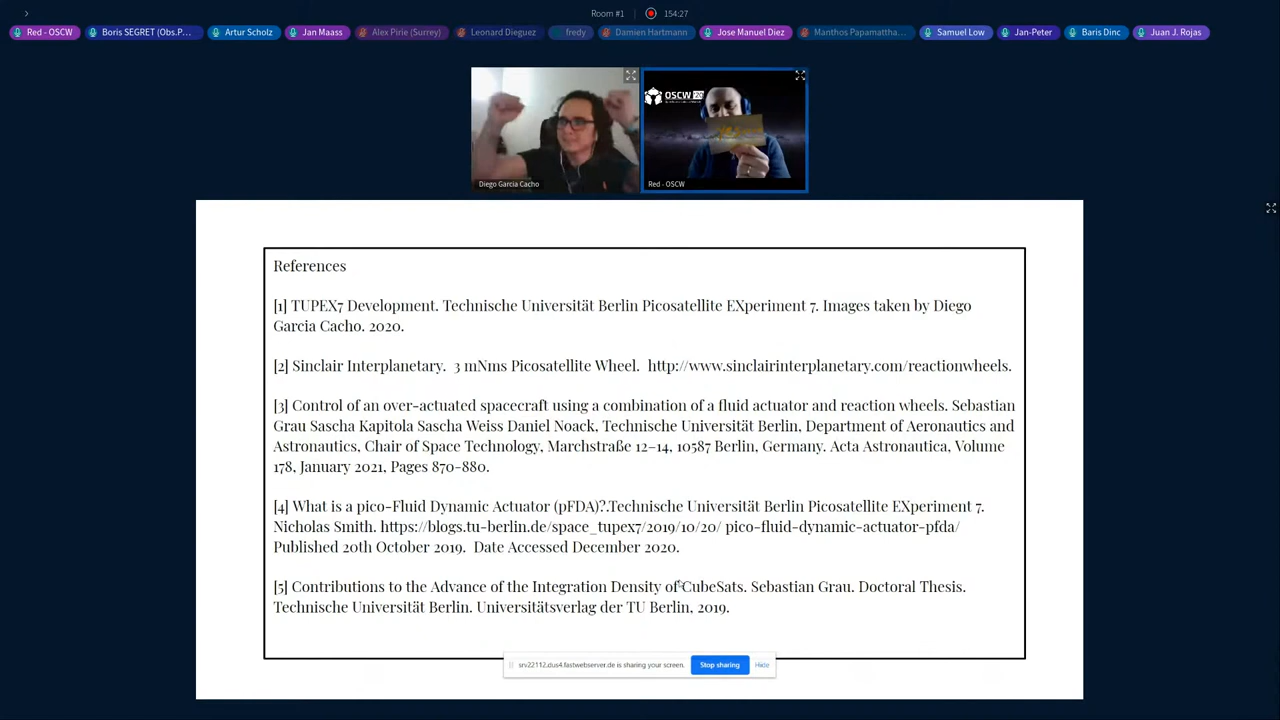 Room #1
154:27
Red - OSCW
Boris SEGRET (Obs.P...
Artur Scholz
Jan Maass
Alex Pirie (Surrey)
Leonard Dieguez
fredy
Damien Hartmann
Jose Manuel Diez
Manthos Papamattha...
Samuel Low
Jan-Peter
Baris Dinc
Juan J. Rojas
OSCW
Diego Garcia Cacho
Red - OSCW
References
[1] TUPEX7 Development. Technische Universität Berlin Picosatellite EXperiment 7. Images taken by Diego
Garcia Cacho. 2020.
[2] Sinclair Interplanetary. 3 mNms Picosatellite Wheel. http://www.sinclairinterplanetary.com/reactionwheels.
[3] Control of an over-actuated spacecraft using a combination of a fluid actuator and reaction wheels. Sebastian
Grau Sascha Kapitola Sascha Weiss Daniel Noack, Technische Universität Berlin, Department of Aeronautics and
Astronautics, Chair of Space Technology, Marchstraße 12–14, 10587 Berlin, Germany. Acta Astronautica, Volume
178, January 2021, Pages 870-880.
[4] What is a pico-Fluid Dynamic Actuator (pFDA)?.Technische Universität Berlin Picosatellite EXperiment 7.
Nicholas Smith. https://blogs.tu-berlin.de/space_tupex7/2019/10/20/ pico-fluid-dynamic-actuator-pfda/
Published 20th October 2019. Date Accessed December 2020.
[5] Contributions to the Advance of the Integration Density of CubeSats. Sebastian Grau. Doctoral Thesis.
Technische Universität Berlin. Universitätsverlag der TU Berlin, 2019.
srv22112.dus4.fastwebserver.de is sharing your screen.
Stop sharing
Hide